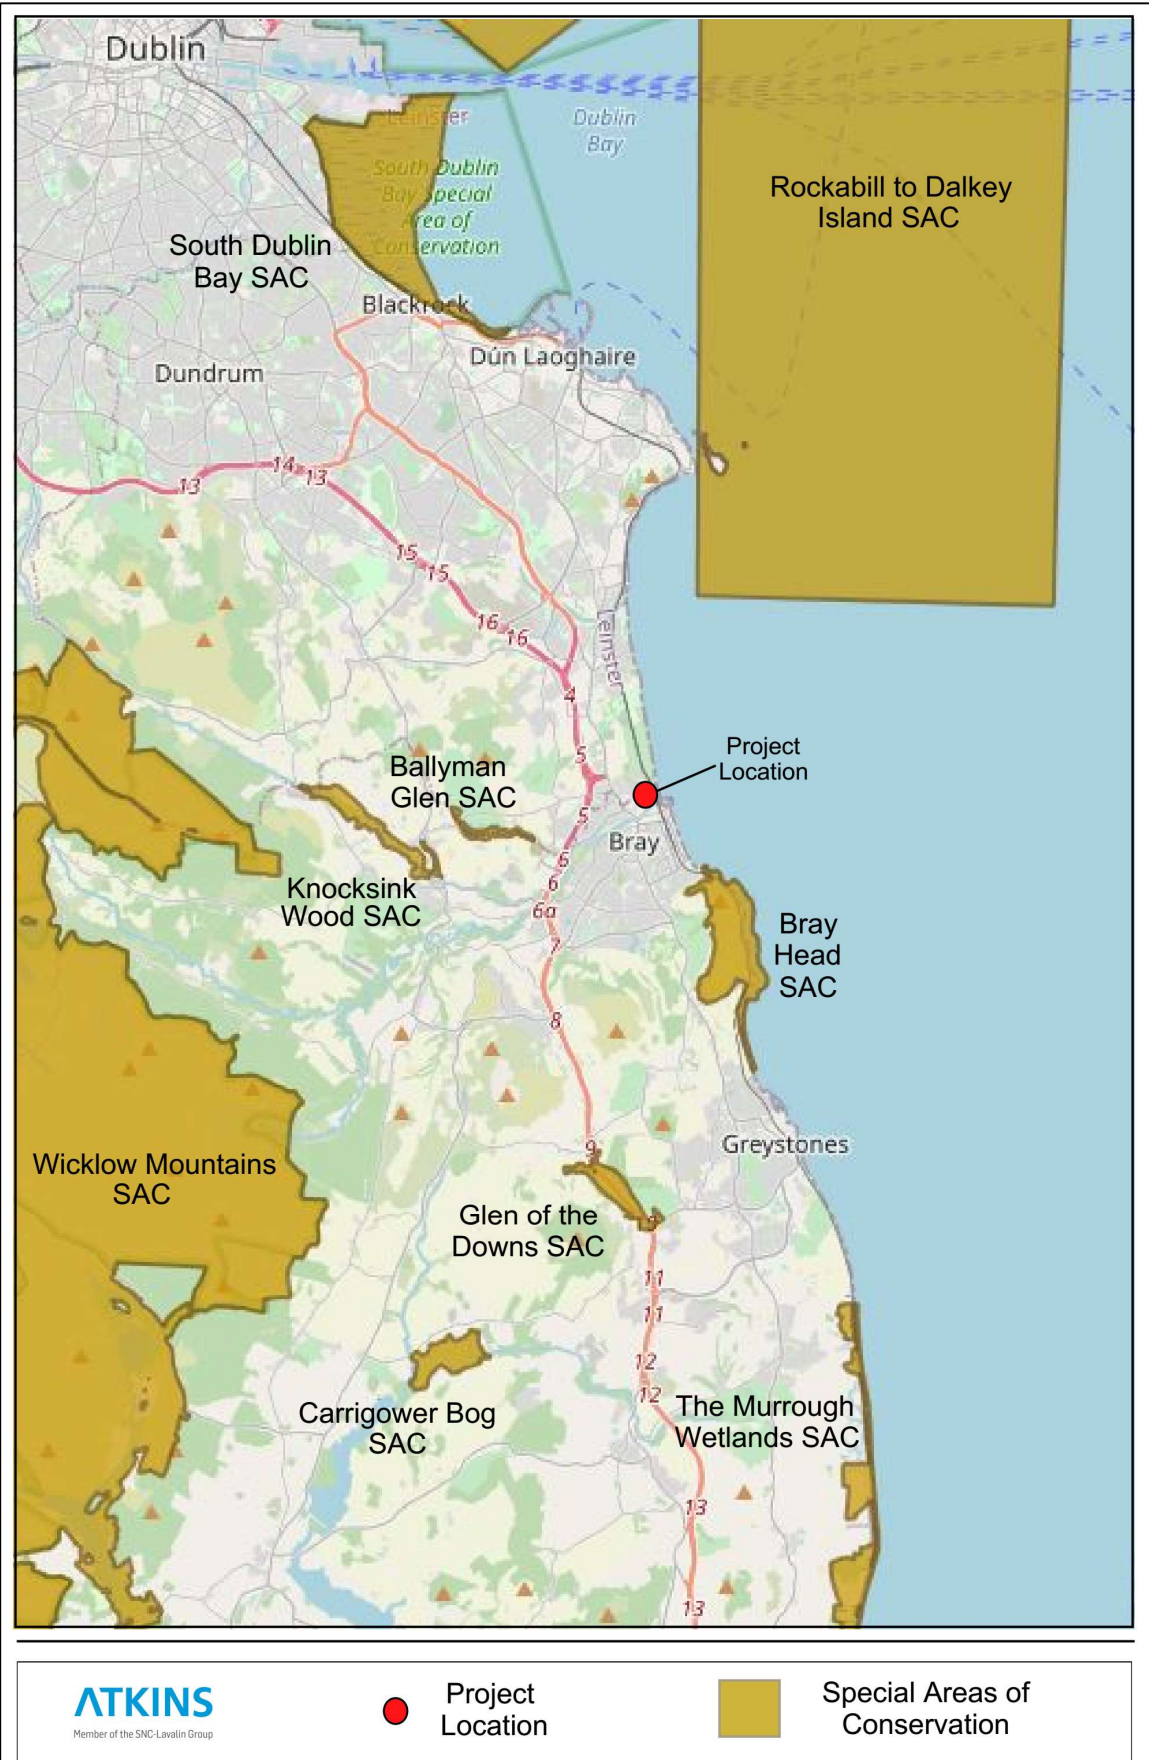 Dublin
Leinster
Dublin
Bay
South Dublin
Bay Special
Area of
Conservation
Rockabill to Dalkey
Island SAC
South Dublin
Bay SAC
Blackrock
Dún Laoghaire
Dundrum
14
13
13
15
15
16
16
Leinster
4
5
Project
Location
Ballyman
Glen SAC
5
Bray
6
6
6a
Knocksink
Wood SAC
7
Bray
Head
SAC
8
9
Greystones
Wicklow Mountains
SAC
Glen of the
Downs SAC
11
11
12
12
The Murrough
Wetlands SAC
Carrigower Bog
SAC
13
13
ATKINS
Member of the SNC-Lavalin Group
Project
Location
Special Areas of
Conservation